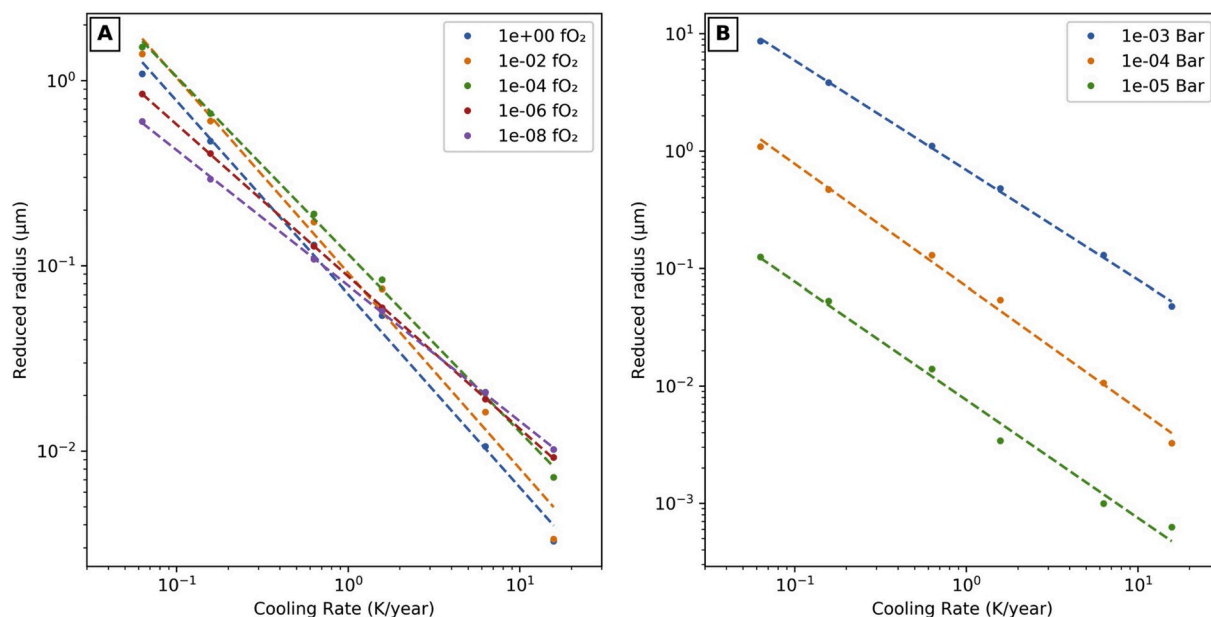 A
1e+00 fO₂
1e-02 fO₂
1e-04 fO₂
1e-06 fO₂
1e-08 fO₂
10⁰
10⁻¹
10⁻²
Reduced radius (μm)
10⁻¹
10⁰
10¹
Cooling Rate (K/year)
B
1e-03 Bar
1e-04 Bar
1e-05 Bar
10¹
10⁰
10⁻¹
10⁻²
10⁻³
Reduced radius (μm)
10⁻¹
10⁰
10¹
Cooling Rate (K/year)